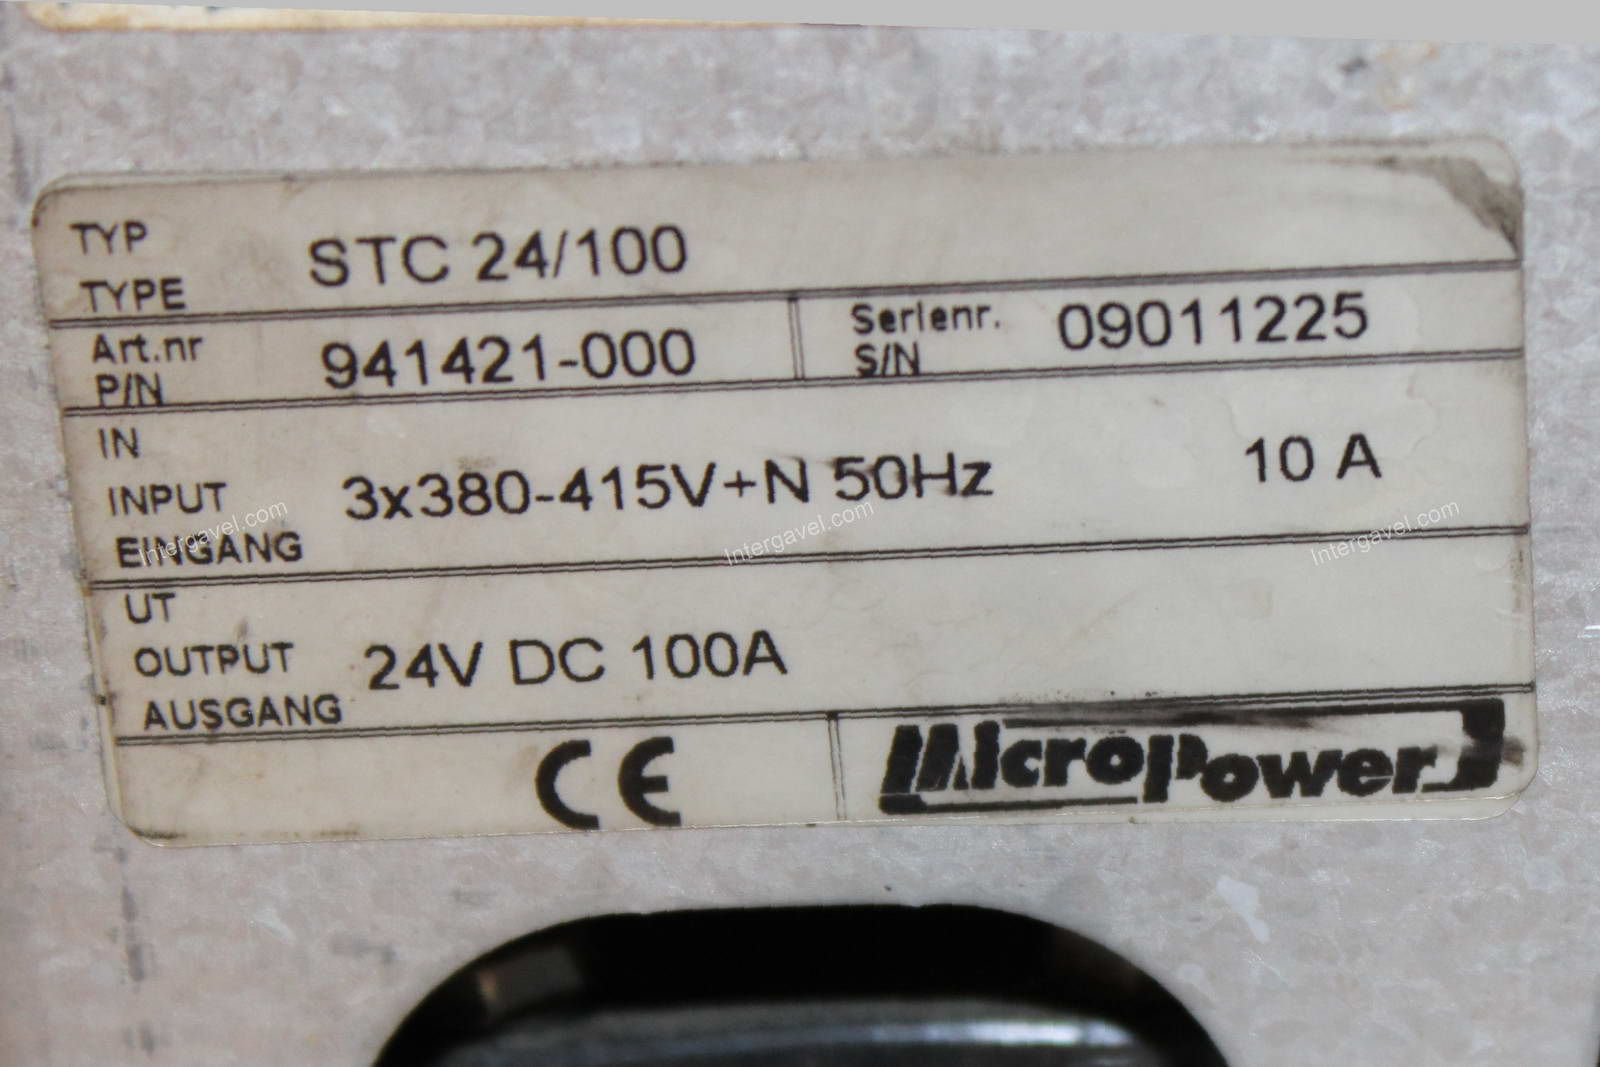 TYP
TYPE
STC 24/100
Art.nr
P/N
941421-000
Serienr.
S/N
09011225
IN
INPUT
EINGANG
3x380-415V+N 50Hz
10 A
UT
OUTPUT
AUSGANG
24V DC 100A
CE
MicroPower
Intergavel.com
Intergavel.com
Intergavel.com